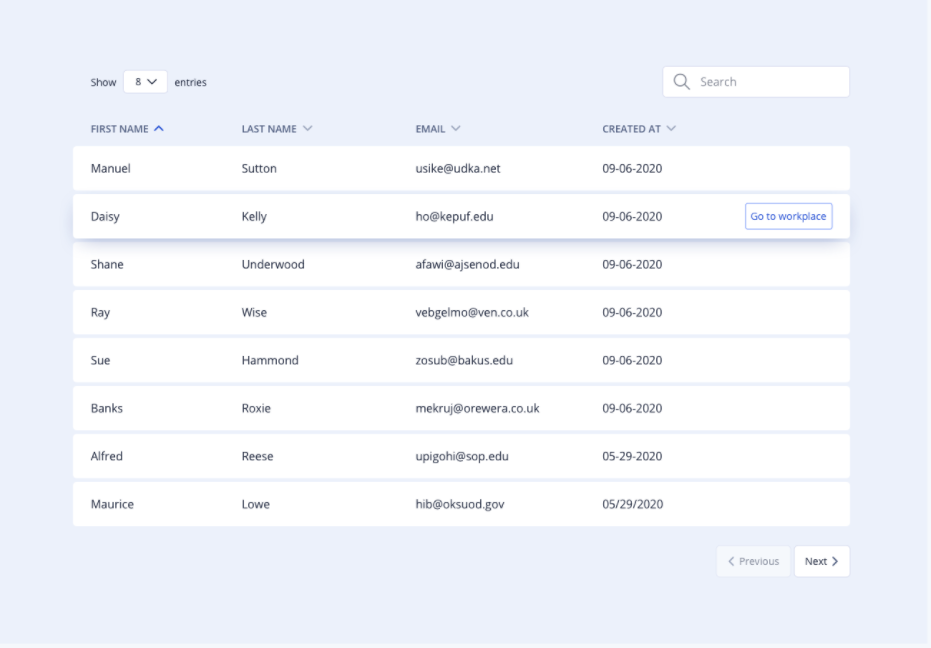 Show 8 entries Search
FIRST NAME LAST NAME EMAIL CREATED AT
Manuel Sutton usike@udka.net 09-06-2020
Daisy Kelly ho@kepuf.edu 09-06-2020 Go to workplace
Shane Underwood afawi@ajsenod.edu 09-06-2020
Ray Wise vebgelmo@ven.co.uk 09-06-2020
Sue Hammond zosub@bakus.edu 09-06-2020
Banks Roxie mekruj@orewera.co.uk 09-06-2020
Alfred Reese upigohi@sop.edu 05-29-2020
Maurice Lowe hib@oksuod.gov 05/29/2020
Previous Next